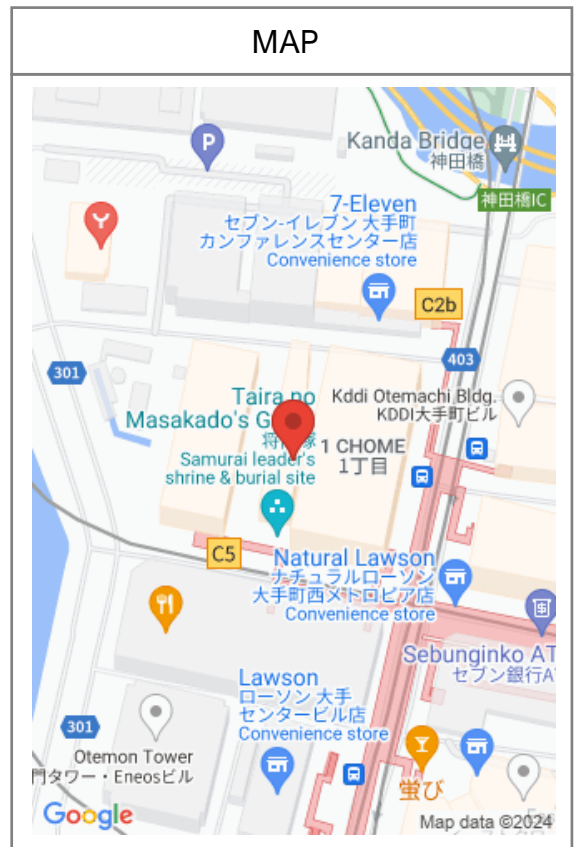 MAP
Kanda Bridge
神田橋
P
7-Eleven
セブン-イレブン 大手町
カンファレンスセンター店
Convenience store
神田橋IC
C2b
403
301
Taira no
Masakado's G
将
塚
Samurai leader's
shrine & burial site
Kddi Otemachi Bldg.
KDDI大手町ビル
1 CHOME
1丁目
C5
Natural Lawson
ナチュラルローソン
大手町西メトロピア店
Convenience store
Sebunginko AT
セブン銀行A
Lawson
ローソン 大手
センタービル店
Convenience store
301
Otemon Tower
門タワー・Eneosビル
蛍び
Google
Map data ©2024